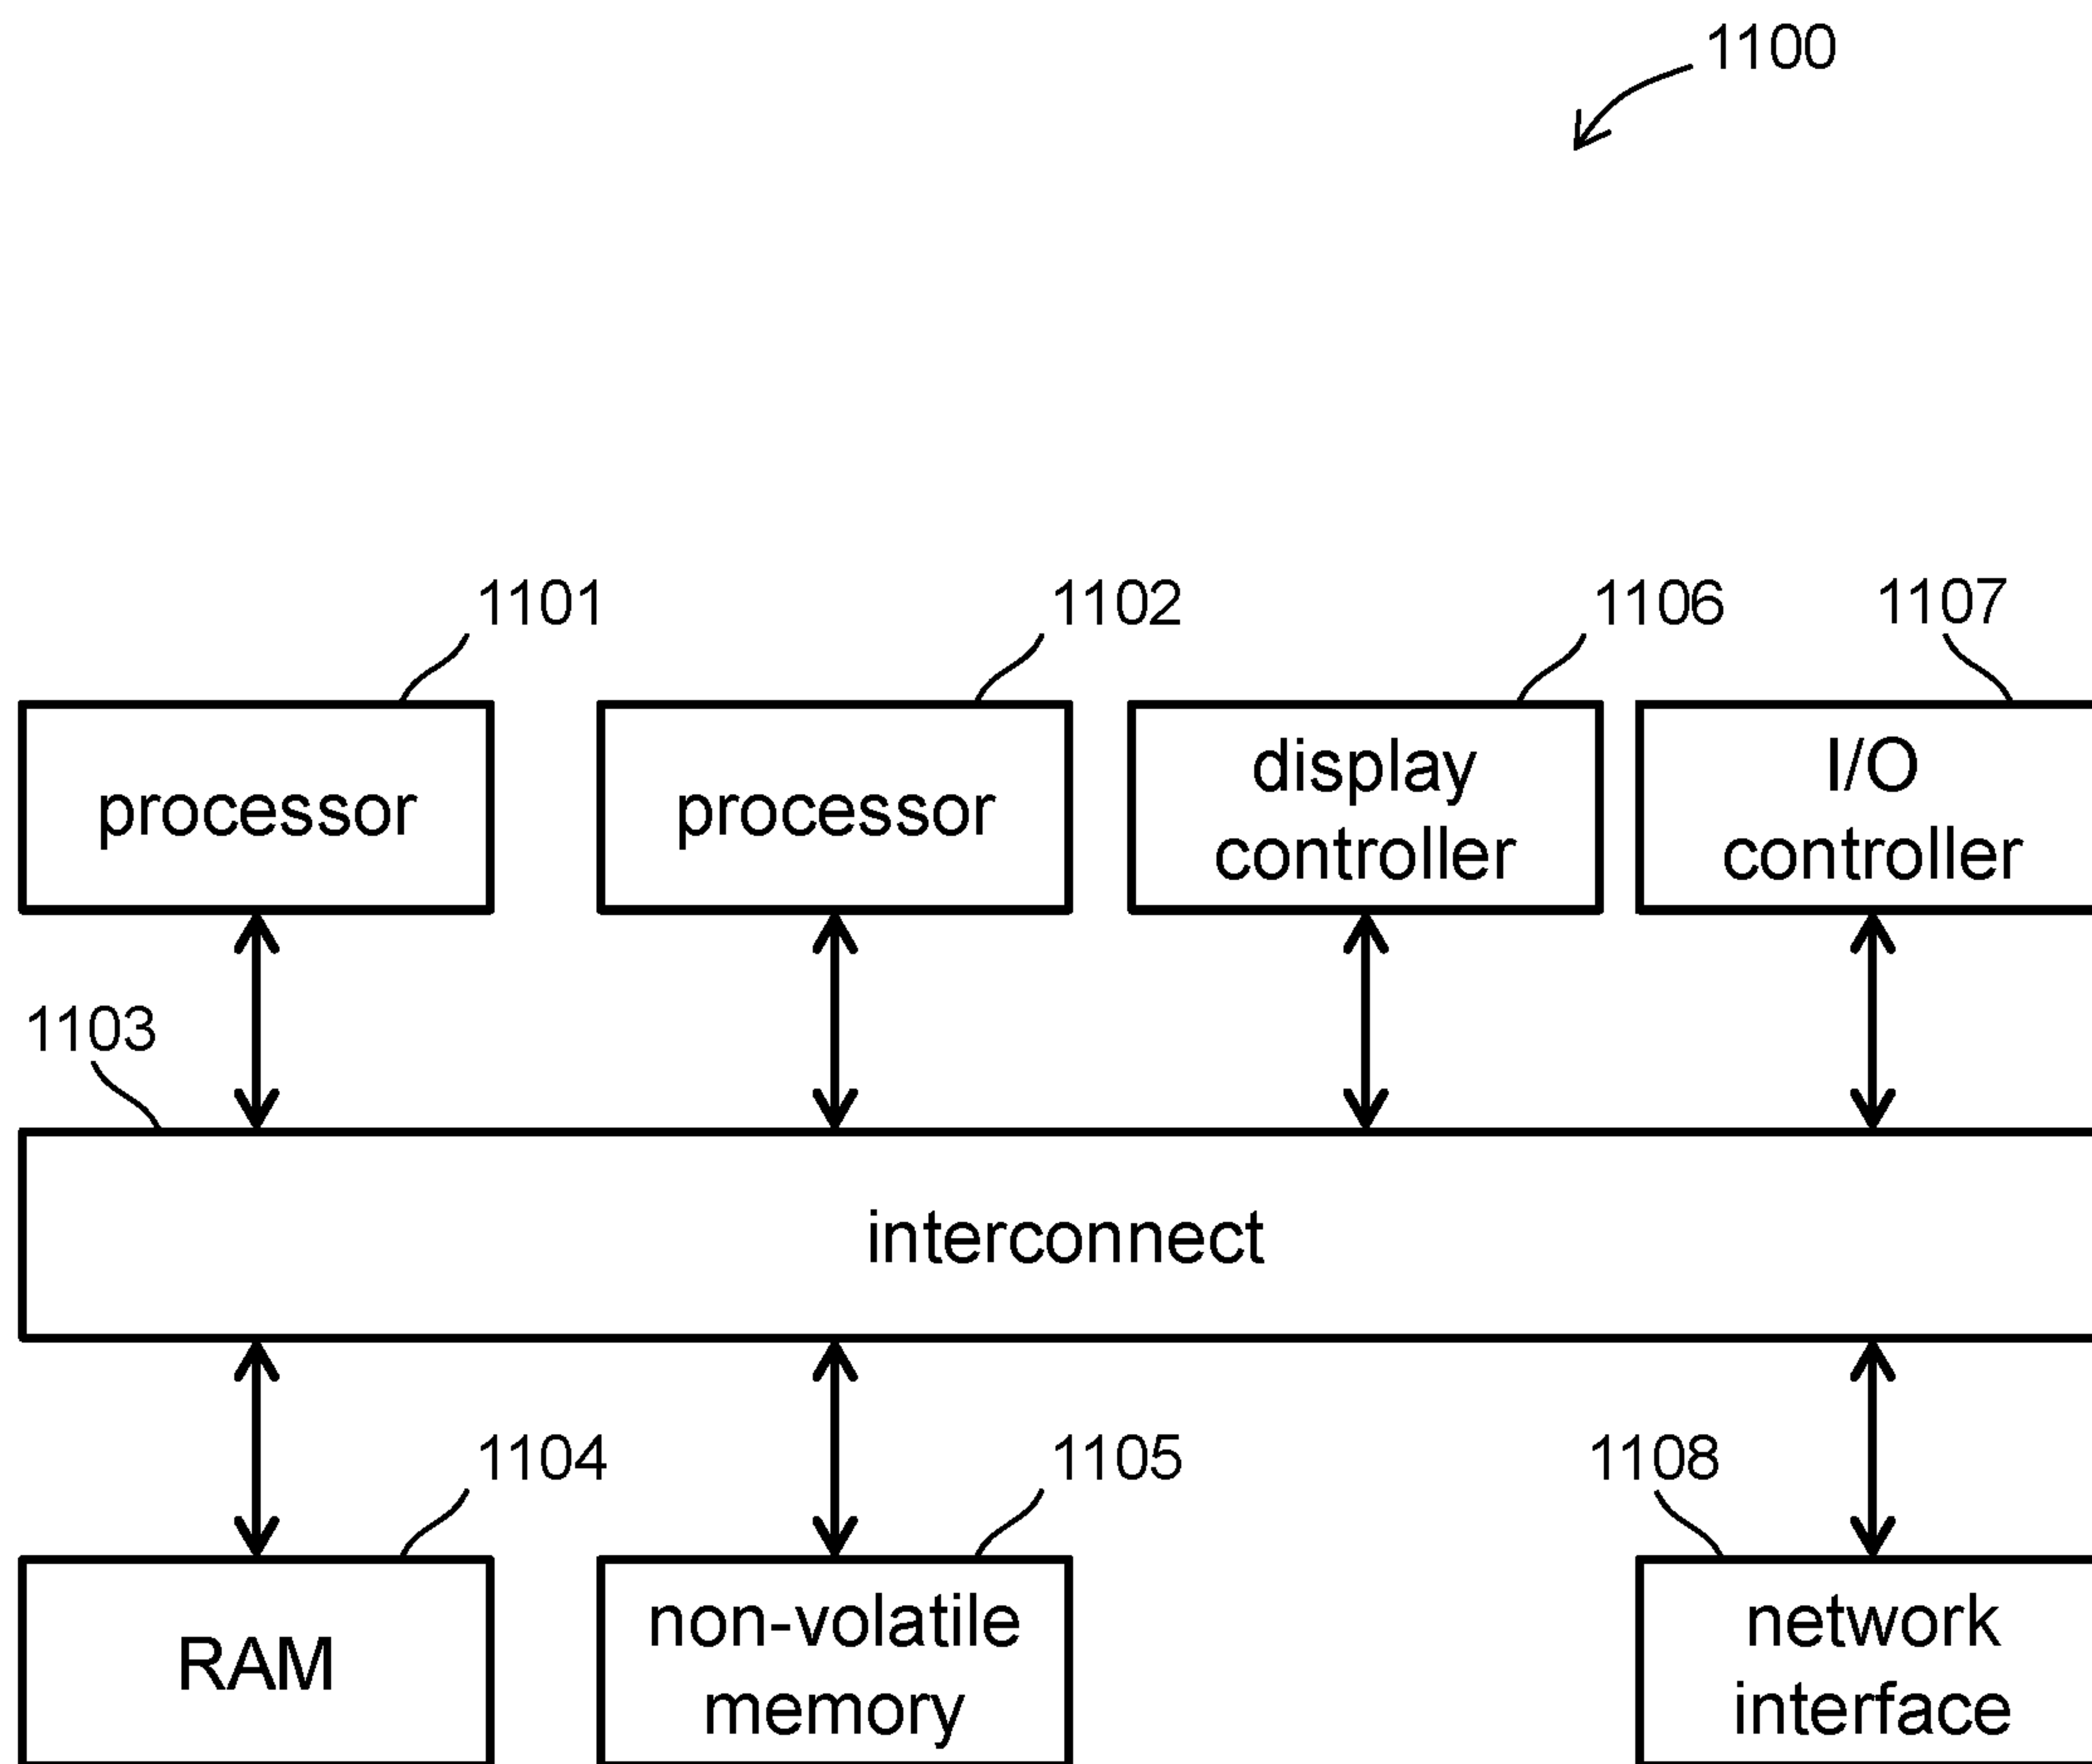 1100
1101
1102
1106
1107
processor
processor
display
controller
I/O
controller
1103
interconnect
1104
1105
1108
RAM
non-volatile
memory
network
interface